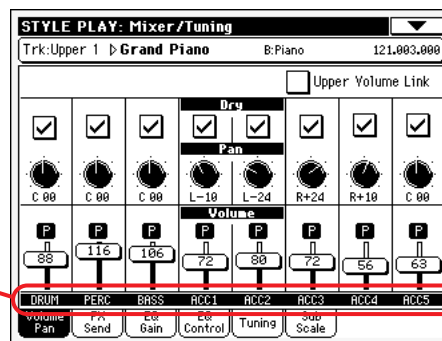 STYLE PLAY: Mixer/Tuning
Trk:Upper 1 Grand Piano B:Piano 121.003.000
Upper Volume Link
Dry
Pan
C 00 C 00 C 00 L-10 L-24 R+24 R+10 C 00
Volume
P P P P P P P P
88 116 106 72 80 72 56 63
DRUM PERC BASS ACC1 ACC2 ACC3 ACC4 ACC5
Volume Pan FX Send EQ Gain EQ Control Tuning Sub Scale